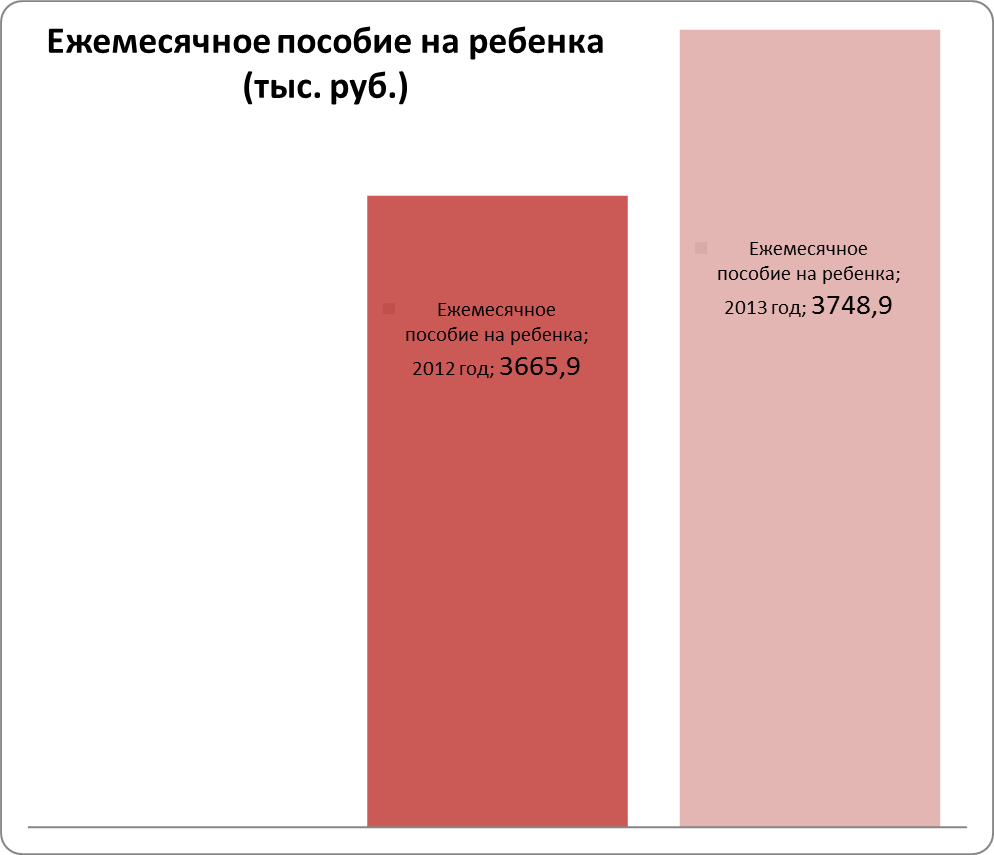 Ежемесячное пособие на ребенка
(тыс. руб.)
Ежемесячное
пособие на ребенка;
2012 год; 3665,9
Ежемесячное
пособие на ребенка;
2013 год; 3748,9